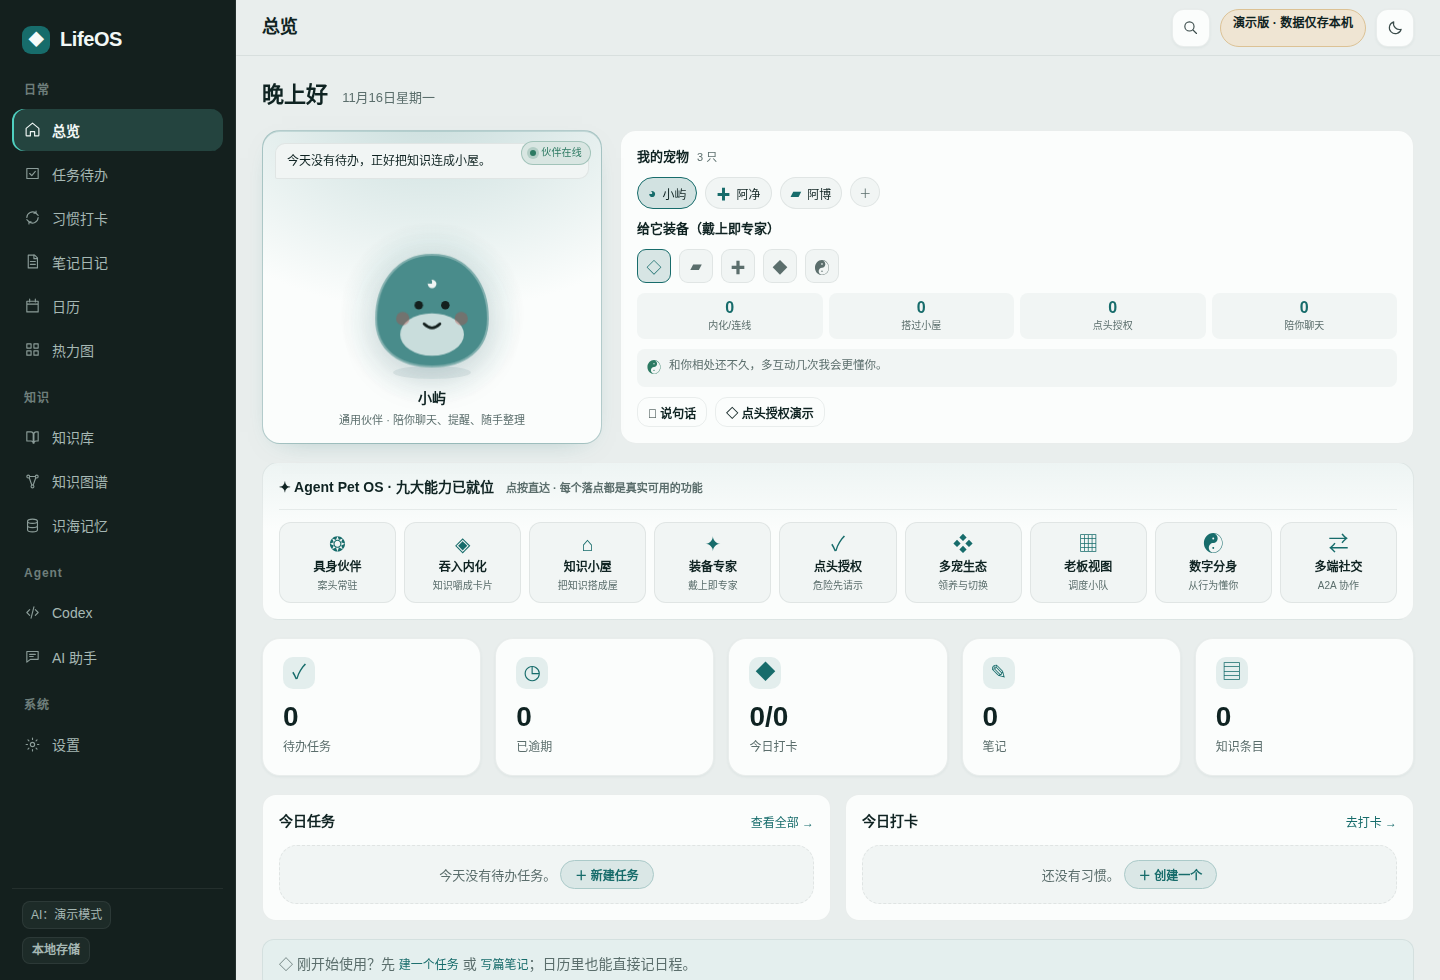 LifeOS
日常
总览
任务待办
习惯打卡
笔记日记
日历
热力图
知识
知识库
知识图谱
识海记忆
Agent
Codex
AI 助手
系统
设置
AI：演示模式
本地存储
总览
演示版 · 数据仅存本机
晚上好 11月16日星期一
今天没有待办，正好把知识连成小屋。
伙伴在线
小屿
通用伙伴 · 陪你聊天、提醒、随手整理
我的宠物 3 只
小屿 阿净 阿博 +
给它装备（戴上即专家）
0 0 0 0
内化/连线 搭过小屋 点头授权 陪你聊天
和你相处还不久，多互动几次我会更懂你。
说句话 ◇ 点头授权演示
✦ Agent Pet OS · 九大能力已就位 点按直达 · 每个落点都是真实可用的功能
具身伙伴 吞入内化 知识小屋 装备专家 点头授权 多宠生态 老板视图 数字分身 多端社交
案头常驻 知识嚼成卡片 把知识搭成屋 戴上即专家 危险先请示 领养与切换 调度小队 从行为懂你 A2A 协作
0 0 0/0 0 0
待办任务 已逾期 今日打卡 笔记 知识条目
今日任务 查看全部 →
今天没有待办任务。 ＋ 新建任务
今日打卡 去打卡 →
还没有习惯。 ＋ 创建一个
◇ 刚开始使用？先 建一个任务 或 写篇笔记；日历里也能直接记日程。